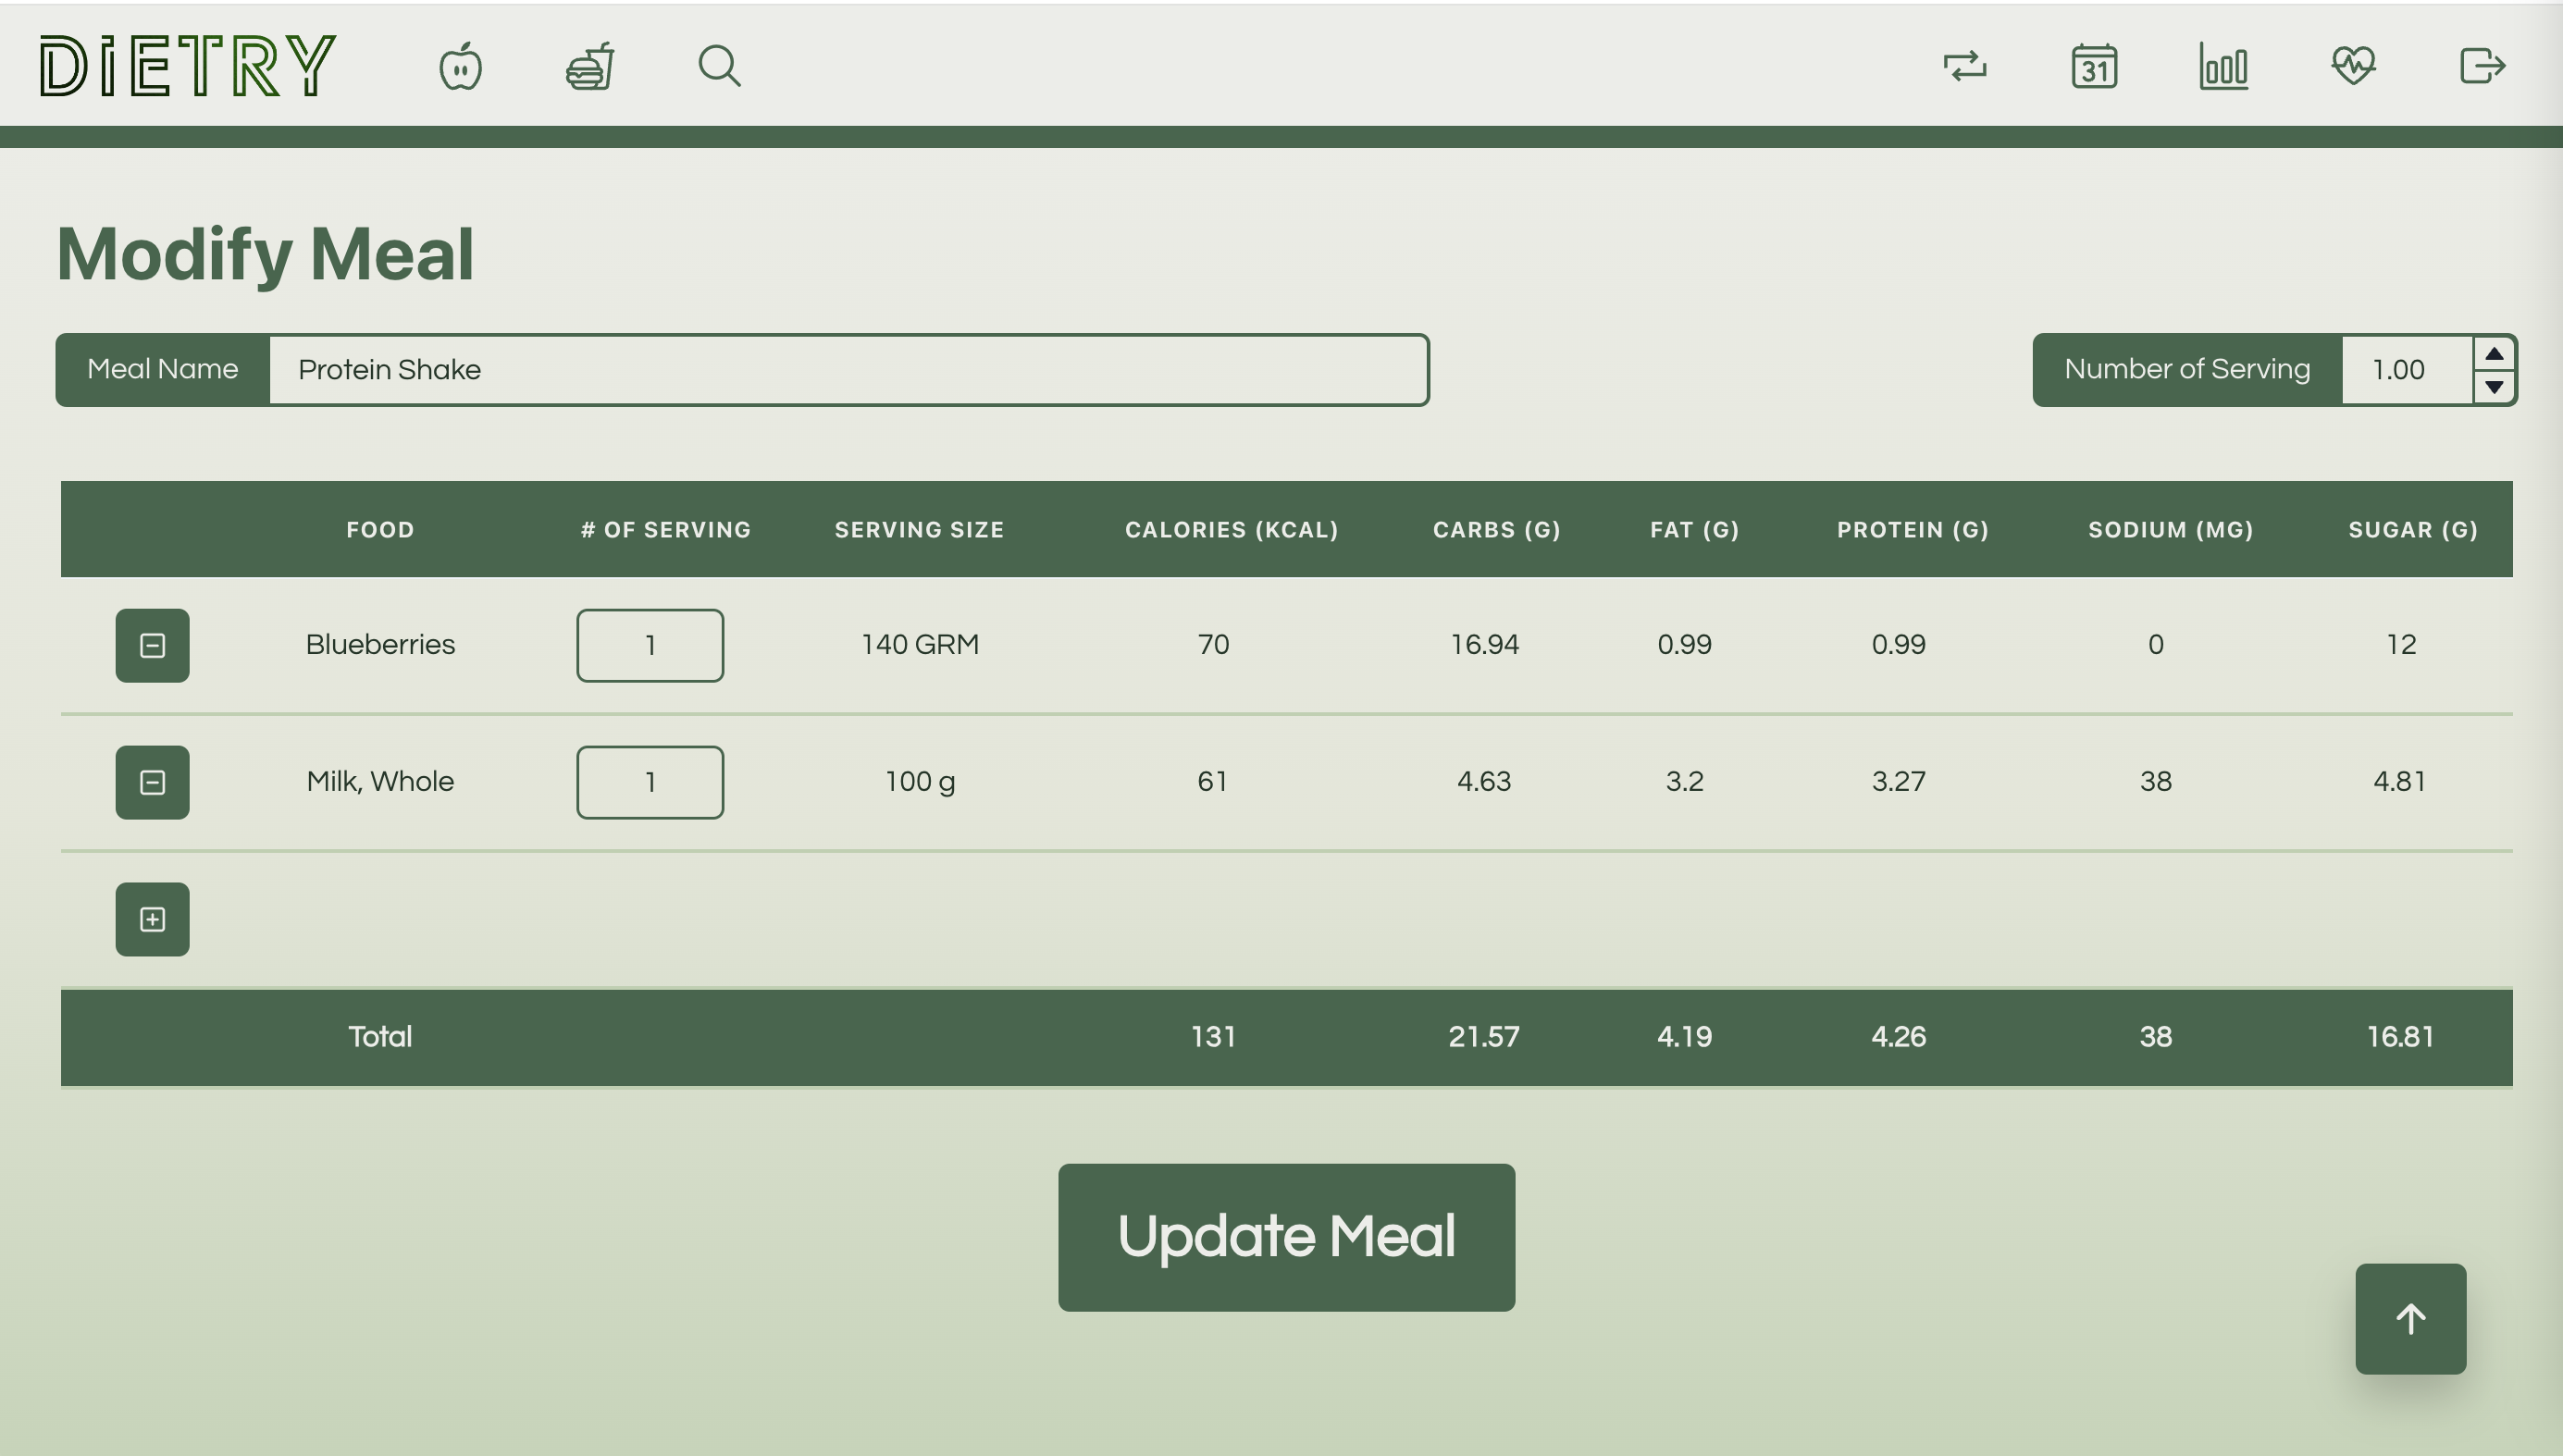 DiETRY
31
Modify Meal
Meal Name Protein Shake Number of Serving 1.00
FOOD # OF SERVING SERVING SIZE CALORIES (KCAL) CARBS (G) FAT (G) PROTEIN (G) SODIUM (MG) SUGAR (G)
Blueberries 1 140 GRM 70 16.94 0.99 0.99 0 12
Milk, Whole 1 100 g 61 4.63 3.2 3.27 38 4.81
Total 131 21.57 4.19 4.26 38 16.81
Update Meal